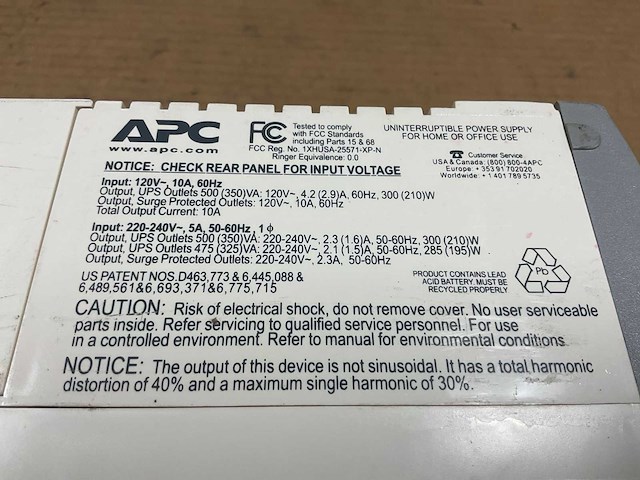 APC
www.apc.com
FCC
Tested to comply
with FCC Standards
including Parts 15 & 68
FCC Reg. No. 1XHUSA-25571-XP-N
Ringer Equivalence: 0.0
UNINTERRUPTIBLE POWER SUPPLY
FOR HOME OR OFFICE USE
Customer Service
USA & Canada: (800) 800-4APC
Europe: + 353 91 702020
Worldwide: + 1 401 789 5735
NOTICE: CHECK REAR PANEL FOR INPUT VOLTAGE
Input: 120V~, 10A, 60Hz
Output, UPS Outlets 500 (350)VA: 120V~, 4.2 (2.9)A, 60Hz, 300 (210)W
Output, Surge Protected Outlets: 120V~, 10A, 60Hz
Total Output Current: 10A
Input: 220-240V~, 5A, 50-60Hz, 1ϕ
Output, UPS Outlets 500 (350)VA: 220-240V~, 2.3 (1.6)A, 50-60Hz, 300 (210)W
Output, UPS Outlets 475 (325)VA: 220-240V~, 2.1 (1.5)A, 50-60Hz, 285 (195)W
Output, Surge Protected Outlets: 220-240V~, 2.3A, 50-60Hz
US PATENT NOS.D463,773 & 6,445,088 &
6,489,561&6,693,371&6,775,715
PRODUCT CONTAINS LEAD
ACID BATTERY. MUST BE
RECYCLED PROPERLY
Pb
CAUTION: Risk of electrical shock, do not remove cover. No user serviceable
parts inside. Refer servicing to qualified service personnel. For use
in a controlled environment. Refer to manual for environmental conditions.
NOTICE: The output of this device is not sinusoidal. It has a total harmonic
distortion of 40% and a maximum single harmonic of 30%.